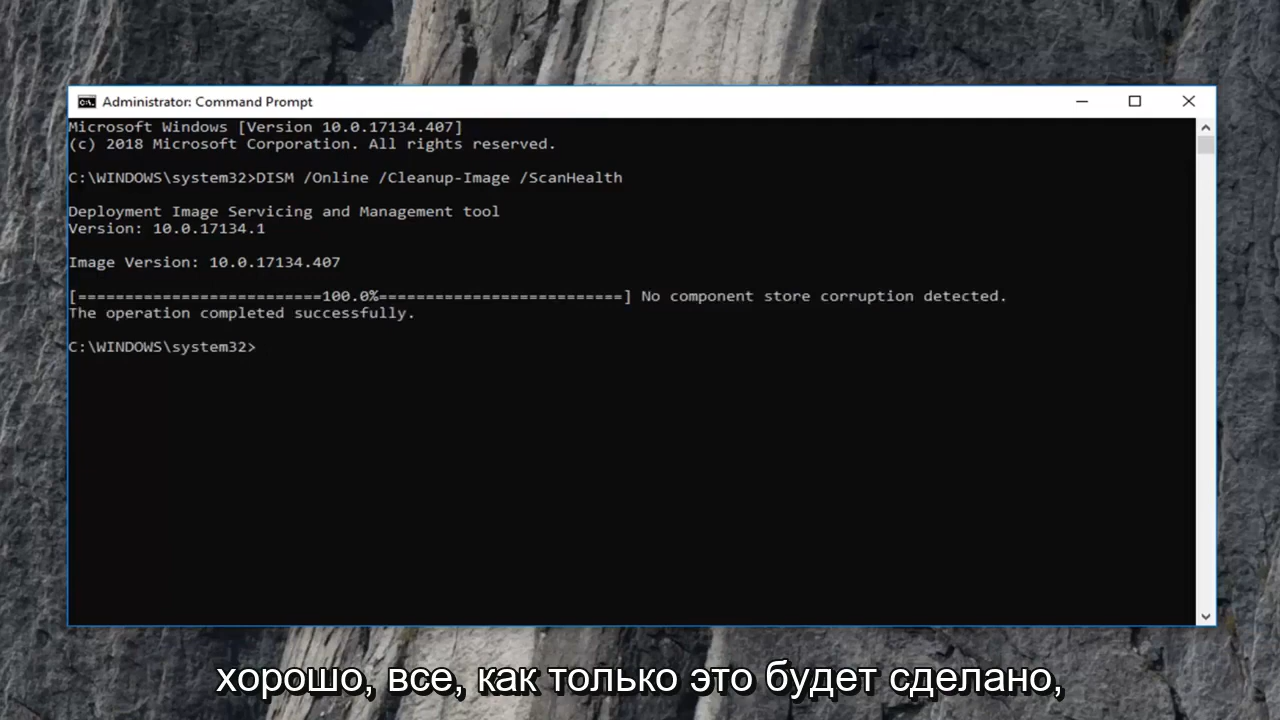 Administrator: Command Prompt
Microsoft Windows [Version 10.0.17134.407]
(c) 2018 Microsoft Corporation. All rights reserved.
C:\WINDOWS\system32>DISM /Online /Cleanup-Image /ScanHealth
Deployment Image Servicing and Management tool
Version: 10.0.17134.1
Image Version: 10.0.17134.407
[==========================100.0%==========================] No component store corruption detected.
The operation completed successfully.
C:\WINDOWS\system32>
хорошо, все, как только это будет сделано,